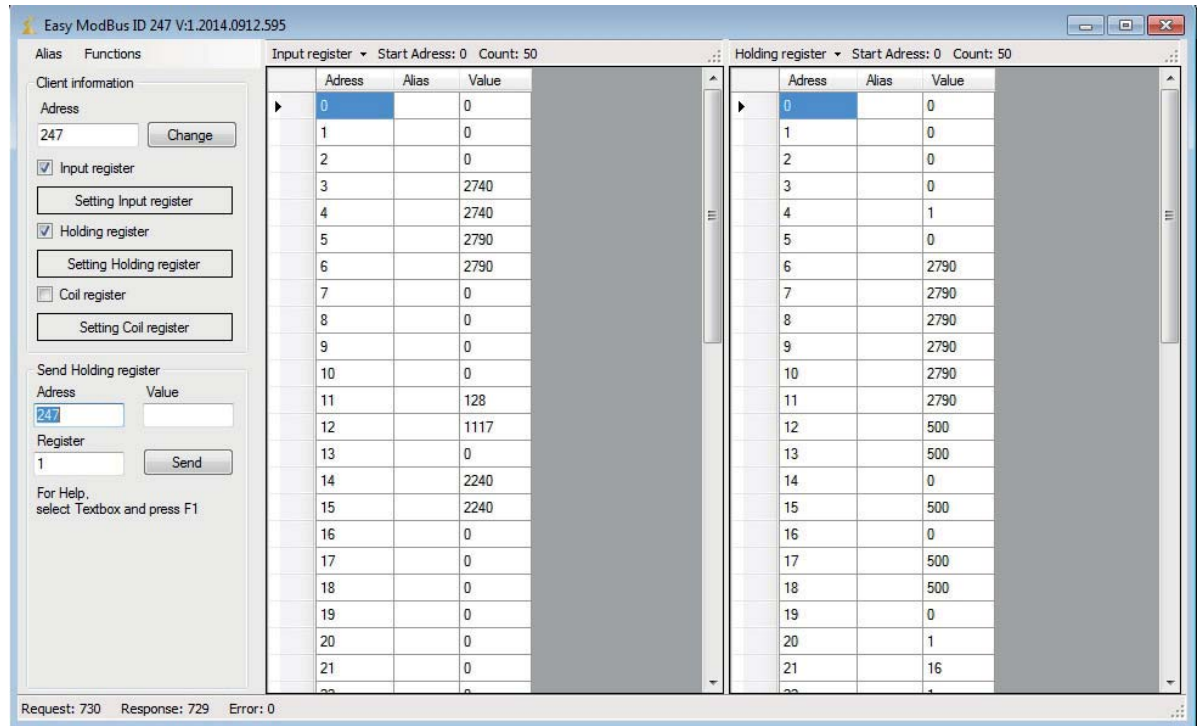 Easy ModBus ID 247 V:1.2014.0912.595
Alias Functions
Client information
Adress
247 Change
Input register
Setting Input register
Holding register
Setting Holding register
Coil register
Setting Coil register
Send Holding register
Adress Value
247
Register
1 Send
For Help,
select Textbox and press F1
Input register Start Adress: 0 Count: 50
Adress Alias Value
0 0
1 0
2 0
3 2740
4 2740
5 2790
6 2790
7 0
8 0
9 0
10 0
11 128
12 1117
13 0
14 2240
15 2240
16 0
17 0
18 0
19 0
20 0
21 0
Holding register Start Adress: 0 Count: 50
Adress Alias Value
0 0
1 0
2 0
3 0
4 1
5 0
6 2790
7 2790
8 2790
9 2790
10 2790
11 2790
12 500
13 500
14 0
15 500
16 0
17 500
18 500
19 0
20 1
21 16
Request: 730 Response: 729 Error: 0